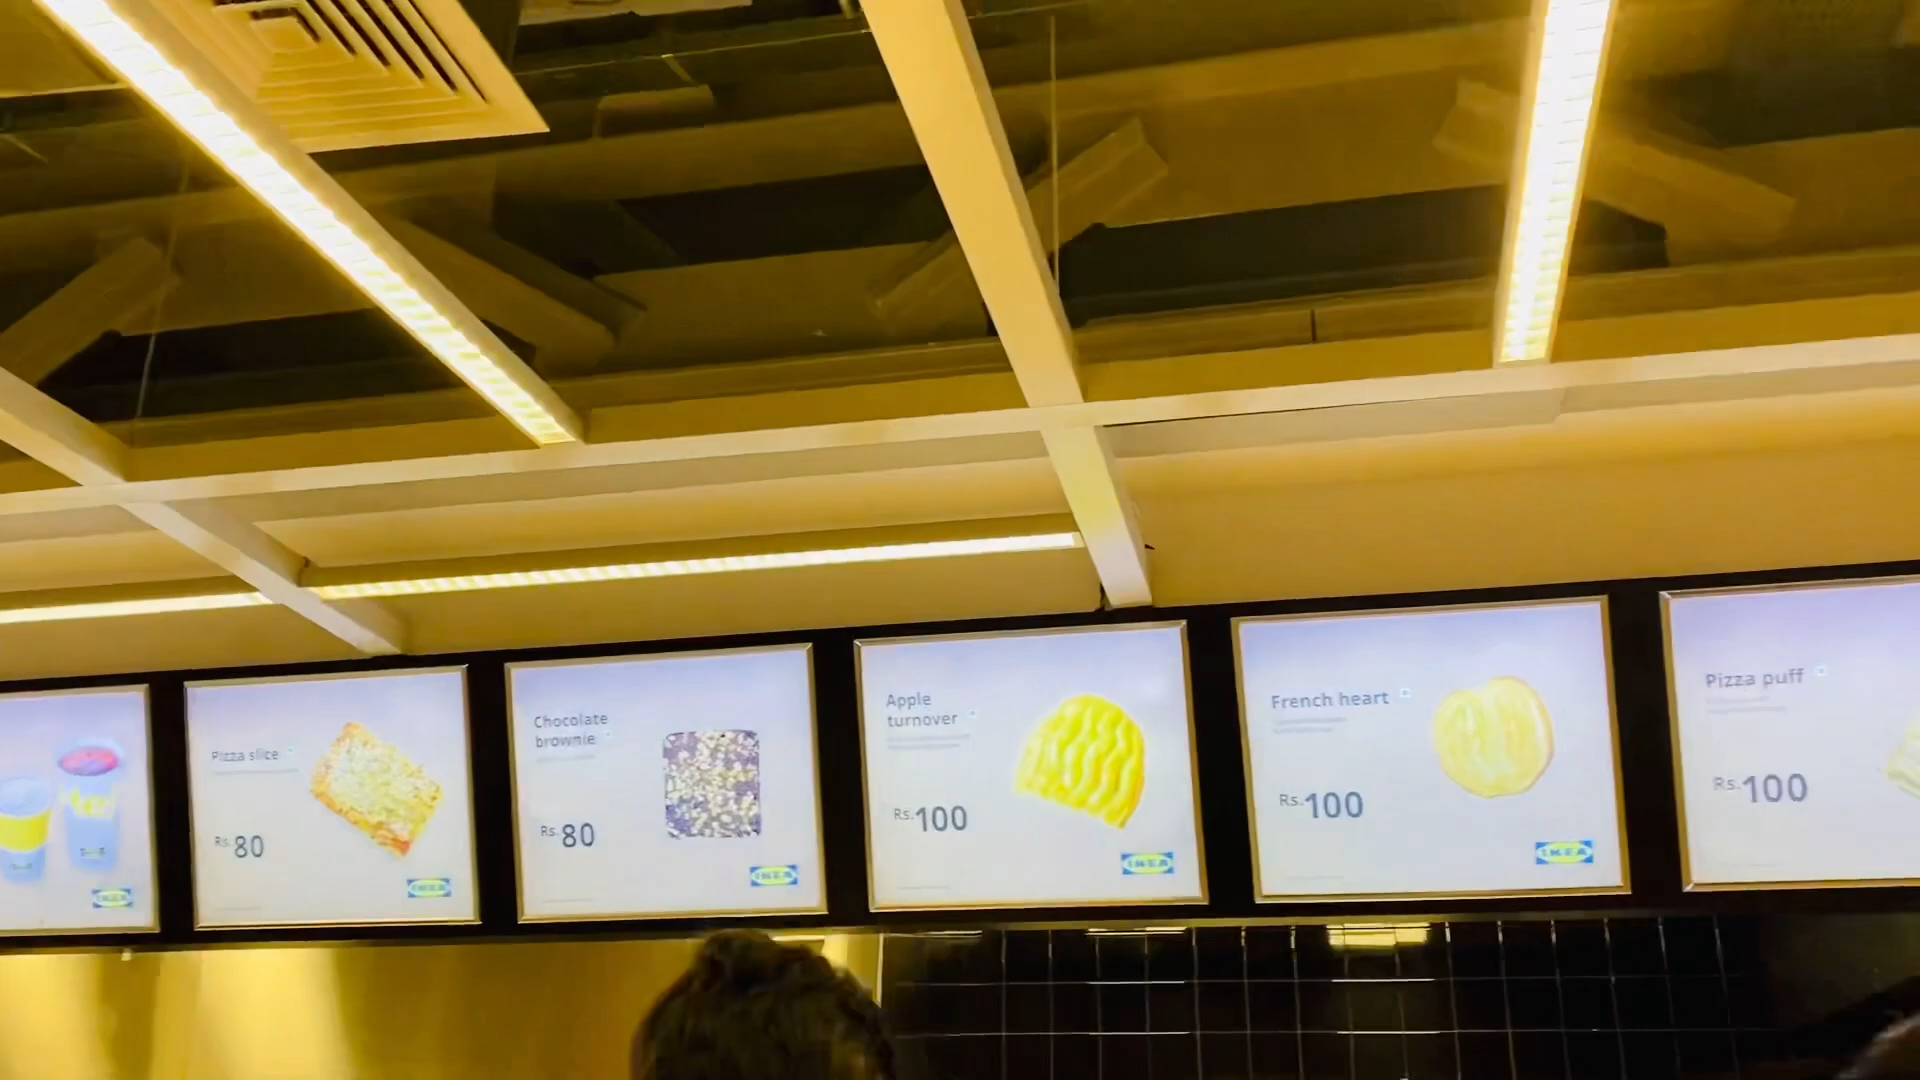 Pizza slice
Rs.80
IKEA
Chocolate
brownie
Rs.80
IKEA
Apple
turnover
Rs.100
IKEA
French heart
Rs.100
IKEA
Pizza puff
Rs.100
IKEA